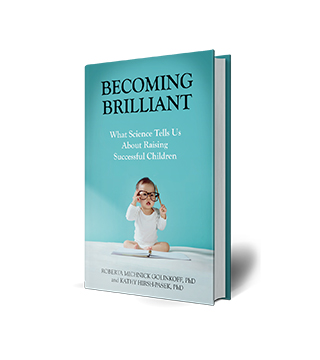 BECOMING
BRILLIANT
What Science Tells Us
About Raising
Successful Children
ROBERTA MICHNICK GOLINKOFF, PHD
and KATHY HIRSH-PASEK, PHD